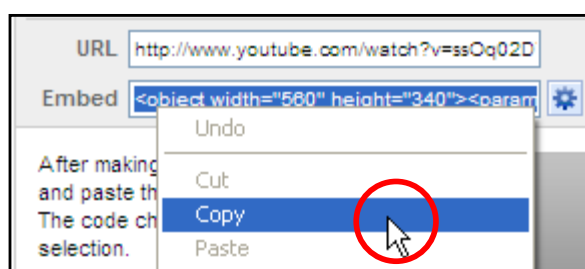 URL http://www.youtube.com/watch?v=ssOq02D
Embed <object width="560" height="340"><param
Undo
After making
Cut
and paste th
The code ch
Copy
selection.
Paste